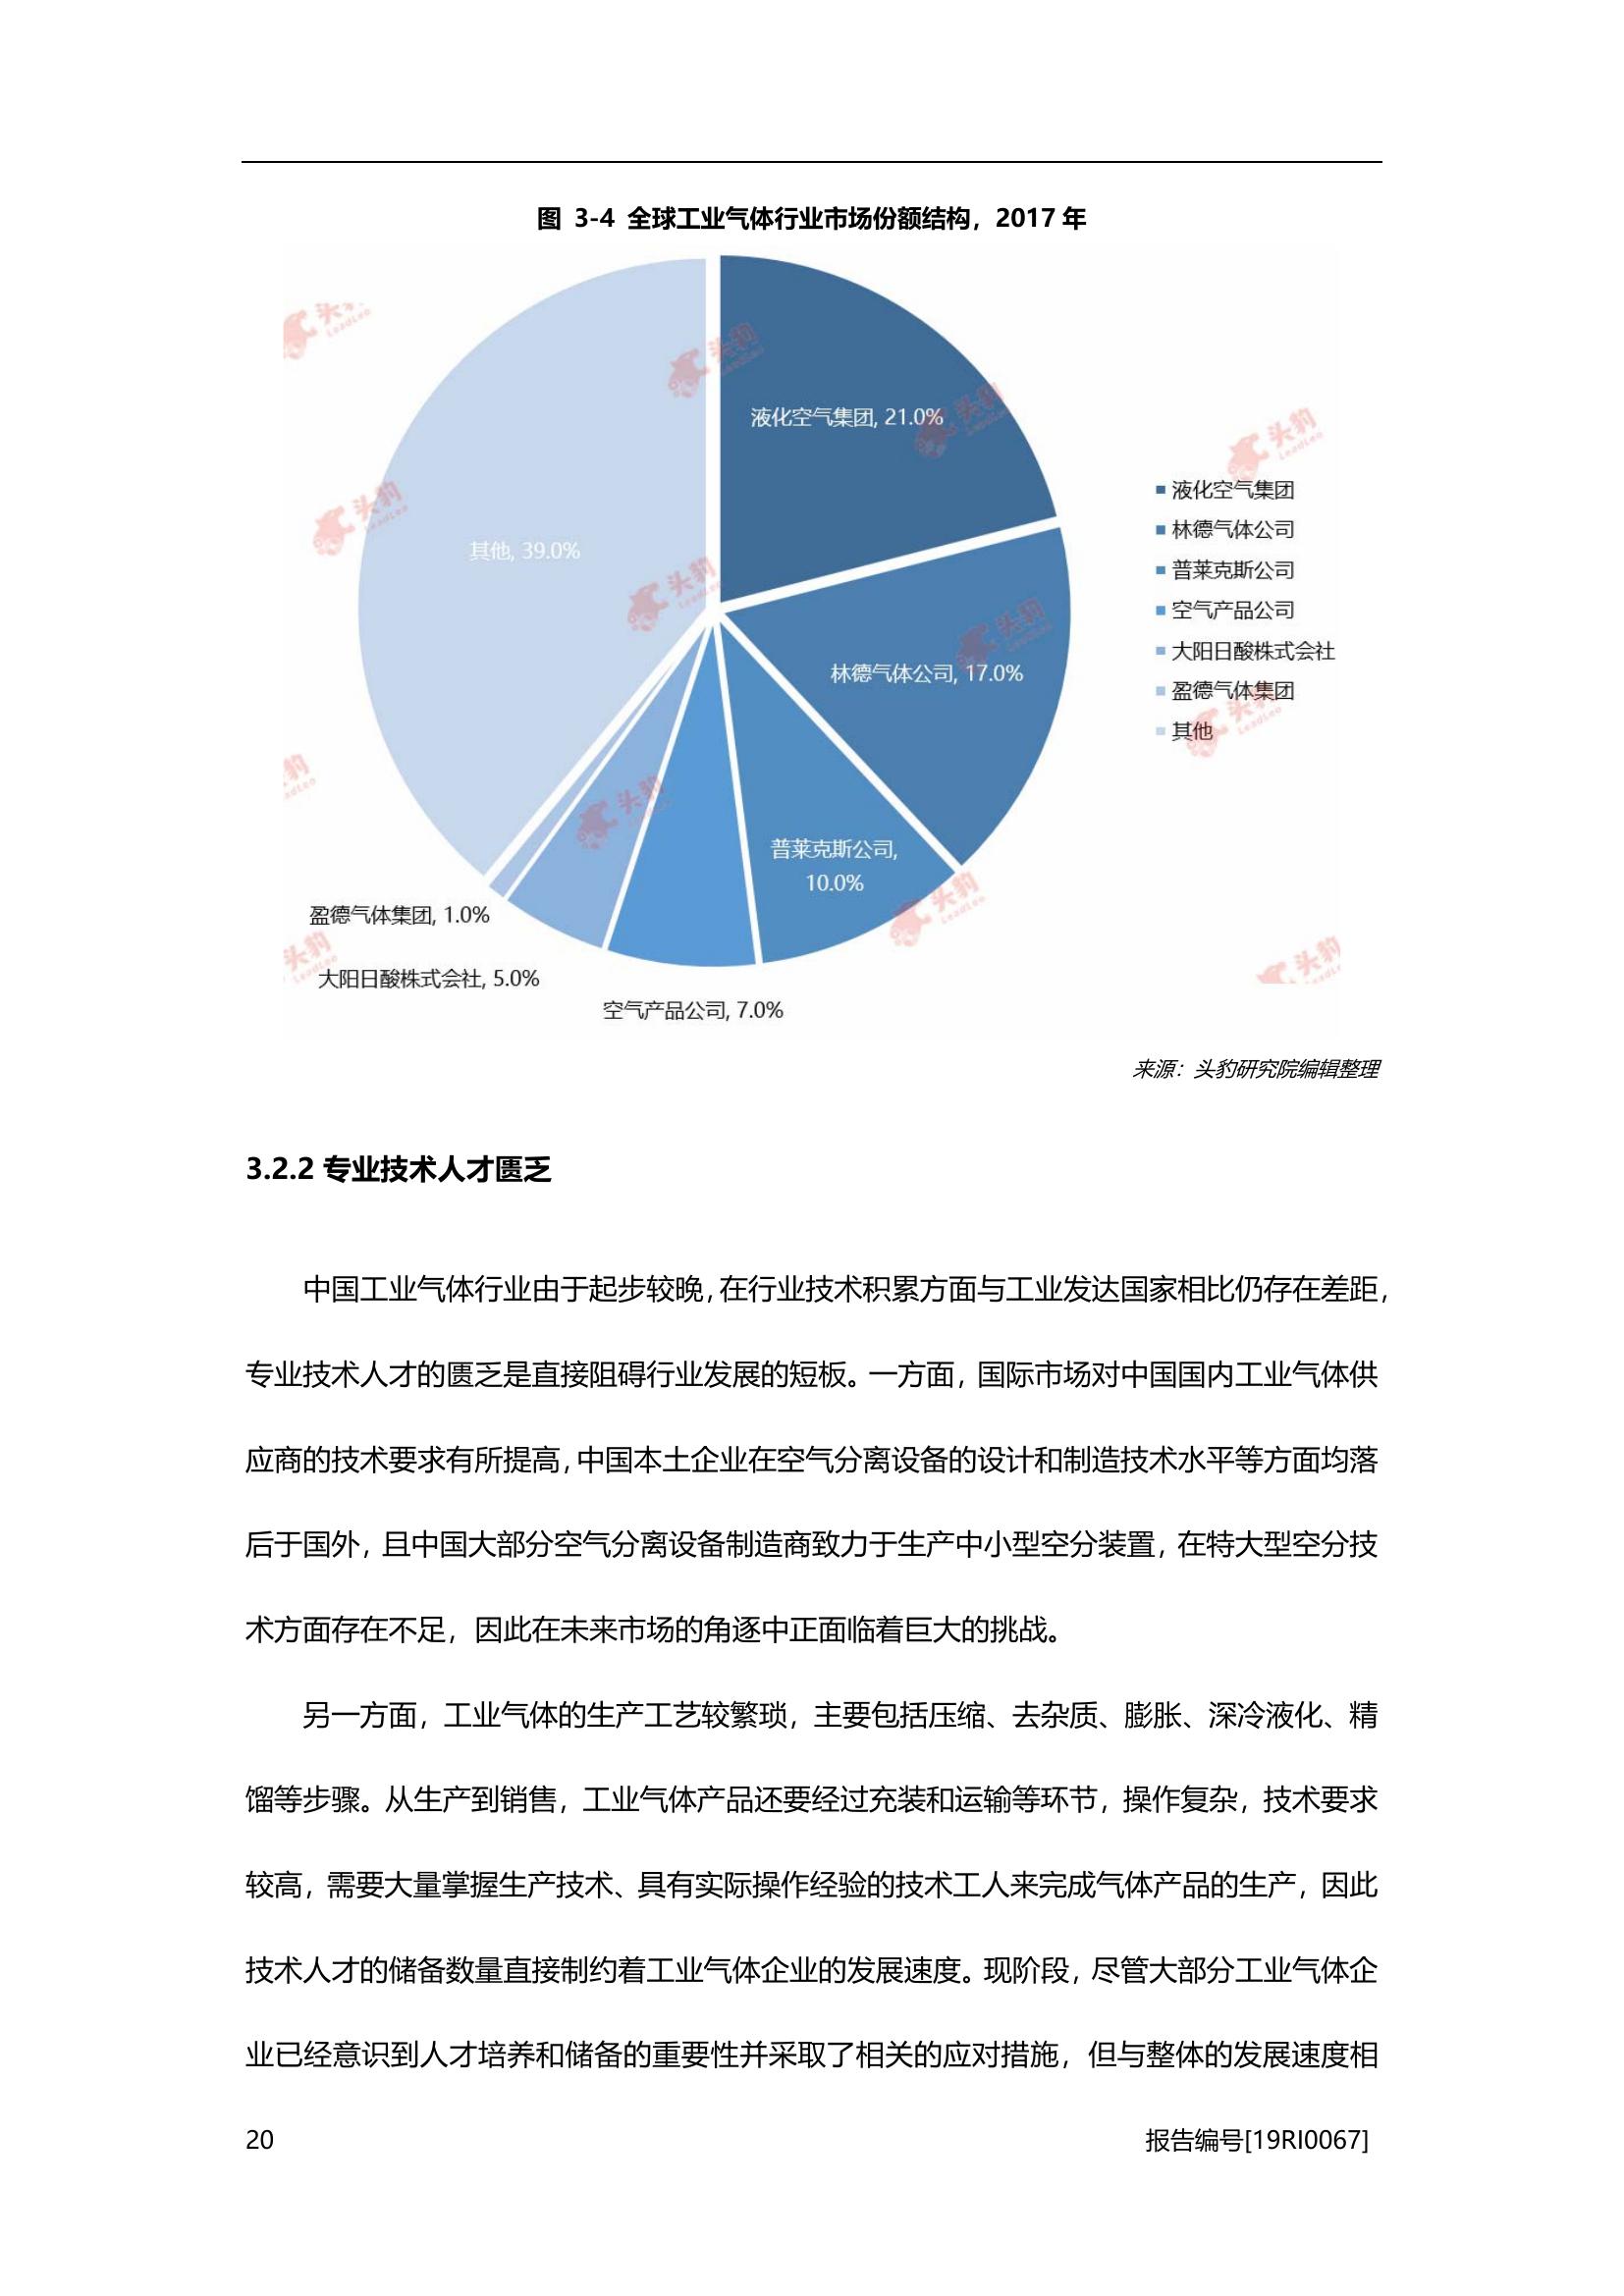 图 3-4 全球工业气体行业市场份额结构，2017 年
液化空气集团, 21.0%
林德气体公司, 17.0%
普莱克斯公司,
10.0%
空气产品公司, 7.0%
大阳日酸株式会社, 5.0%
盈德气体集团, 1.0%
其他, 39.0%
液化空气集团
林德气体公司
普莱克斯公司
空气产品公司
大阳日酸株式会社
盈德气体集团
其他
头豹
LeadLeo
来源：头豹研究院编辑整理
3.2.2 专业技术人才匮乏
中国工业气体行业由于起步较晚，在行业技术积累方面与工业发达国家相比仍存在差距，
专业技术人才的匮乏是直接阻碍行业发展的短板。一方面，国际市场对中国国内工业气体供
应商的技术要求有所提高，中国本土企业在空气分离设备的设计和制造技术水平等方面均落
后于国外，且中国大部分空气分离设备制造商致力于生产中小型空分装置，在特大型空分技
术方面存在不足，因此在未来市场的角逐中正面临着巨大的挑战。
另一方面，工业气体的生产工艺较繁琐，主要包括压缩、去杂质、膨胀、深冷液化、精
馏等步骤。从生产到销售，工业气体产品还要经过充装和运输等环节，操作复杂，技术要求
较高，需要大量掌握生产技术、具有实际操作经验的技术工人来完成气体产品的生产，因此
技术人才的储备数量直接制约着工业气体企业的发展速度。现阶段，尽管大部分工业气体企
业已经意识到人才培养和储备的重要性并采取了相关的应对措施，但与整体的发展速度相
20
报告编号[19RI0067]